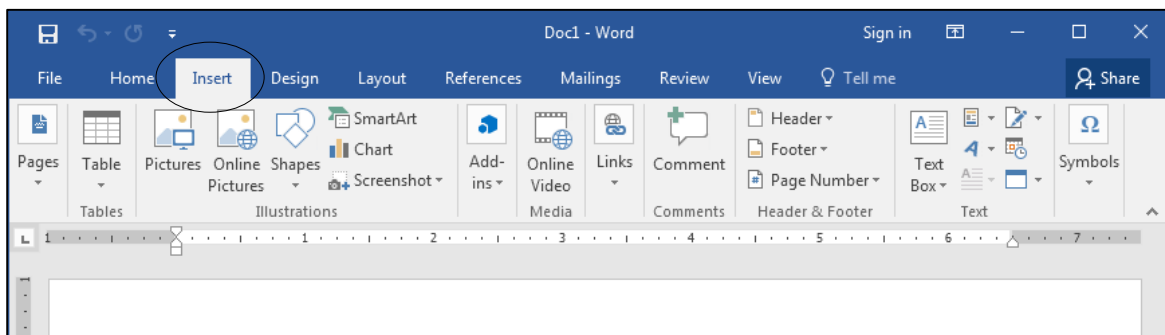 Doc1 - Word
Sign in
File Home Insert Design Layout References Mailings Review View Tell me Share
Pages
Table
Tables
Pictures
Online Pictures
Shapes
SmartArt
Chart
Screenshot
Illustrations
Add-
ins
Online
Video
Media
Links
Comment
Comments
Header
Footer
Page Number
Header & Footer
A
Text
Box
A
A
Text
Ω
Symbols
L
1 1 2 3 4 5 6 7
1